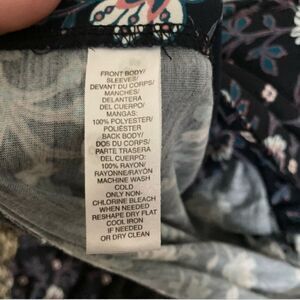 FRONT BODY/
SLEEVES/
DEVANT DU CORPS/
MANCHES/
DELANTERA
DEL CUERPO/
MANGAS:
100% POLYESTER/
POLIÉSTER
BACK BODY/
DOS DU CORPS/
PARTE TRASERA
DEL CUERPO:
100% RAYON/
RAYONNE/RAYÓN
MACHINE WASH
COLD
ONLY NON-
CHLORINE BLEACH
WHEN NEEDED
RESHAPE DRY FLAT
COOL IRON
IF NEEDED
OR DRY CLEAN